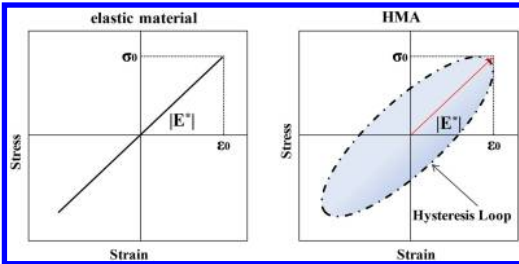 elastic material
σ0
|E*|
ε0
Stress
Strain
HMA
σ0
|E*|
ε0
Stress
Hysteresis Loop
Strain